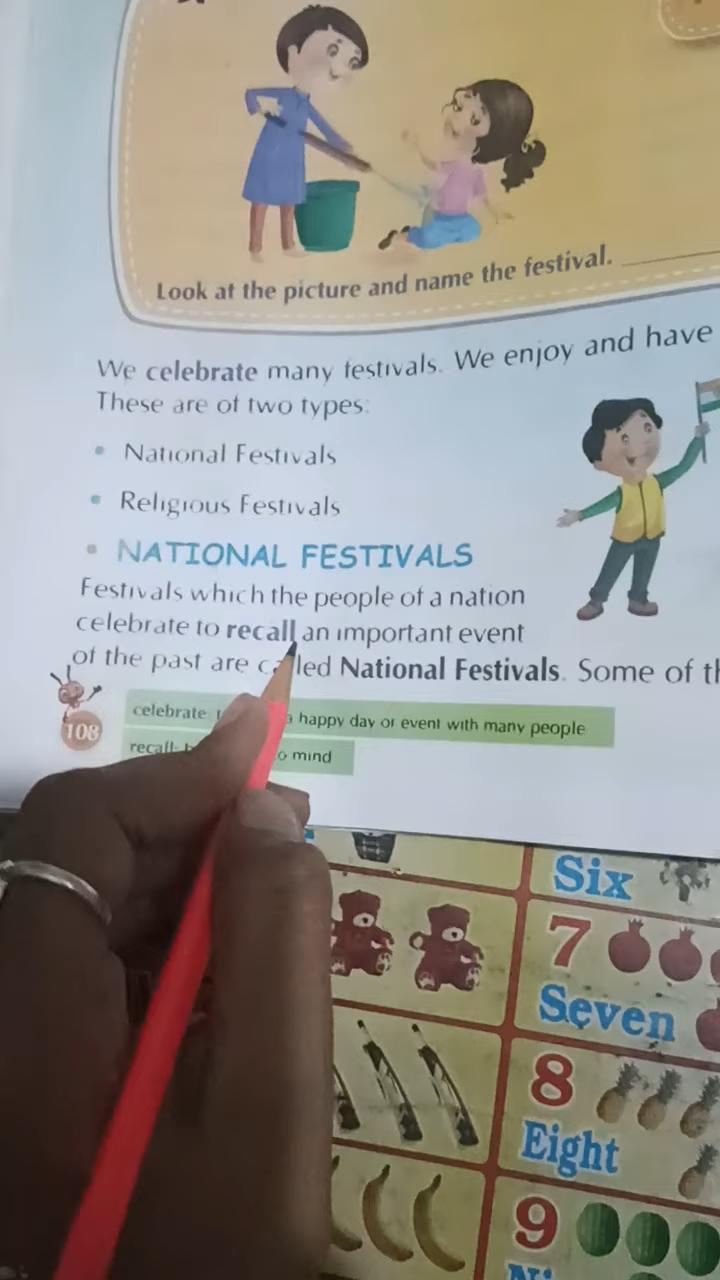 Look at the picture and name the festival.
We celebrate many festivals. We enjoy and have
These are of two types:
• National Festivals
• Religious Festivals
• NATIONAL FESTIVALS
Festivals which the people of a nation
celebrate to recall an important event
of the past are called National Festivals. Some of
celebrate: a happy day or event with many people
108
recall: to mind
Six
7
Seven
8
Eight
9